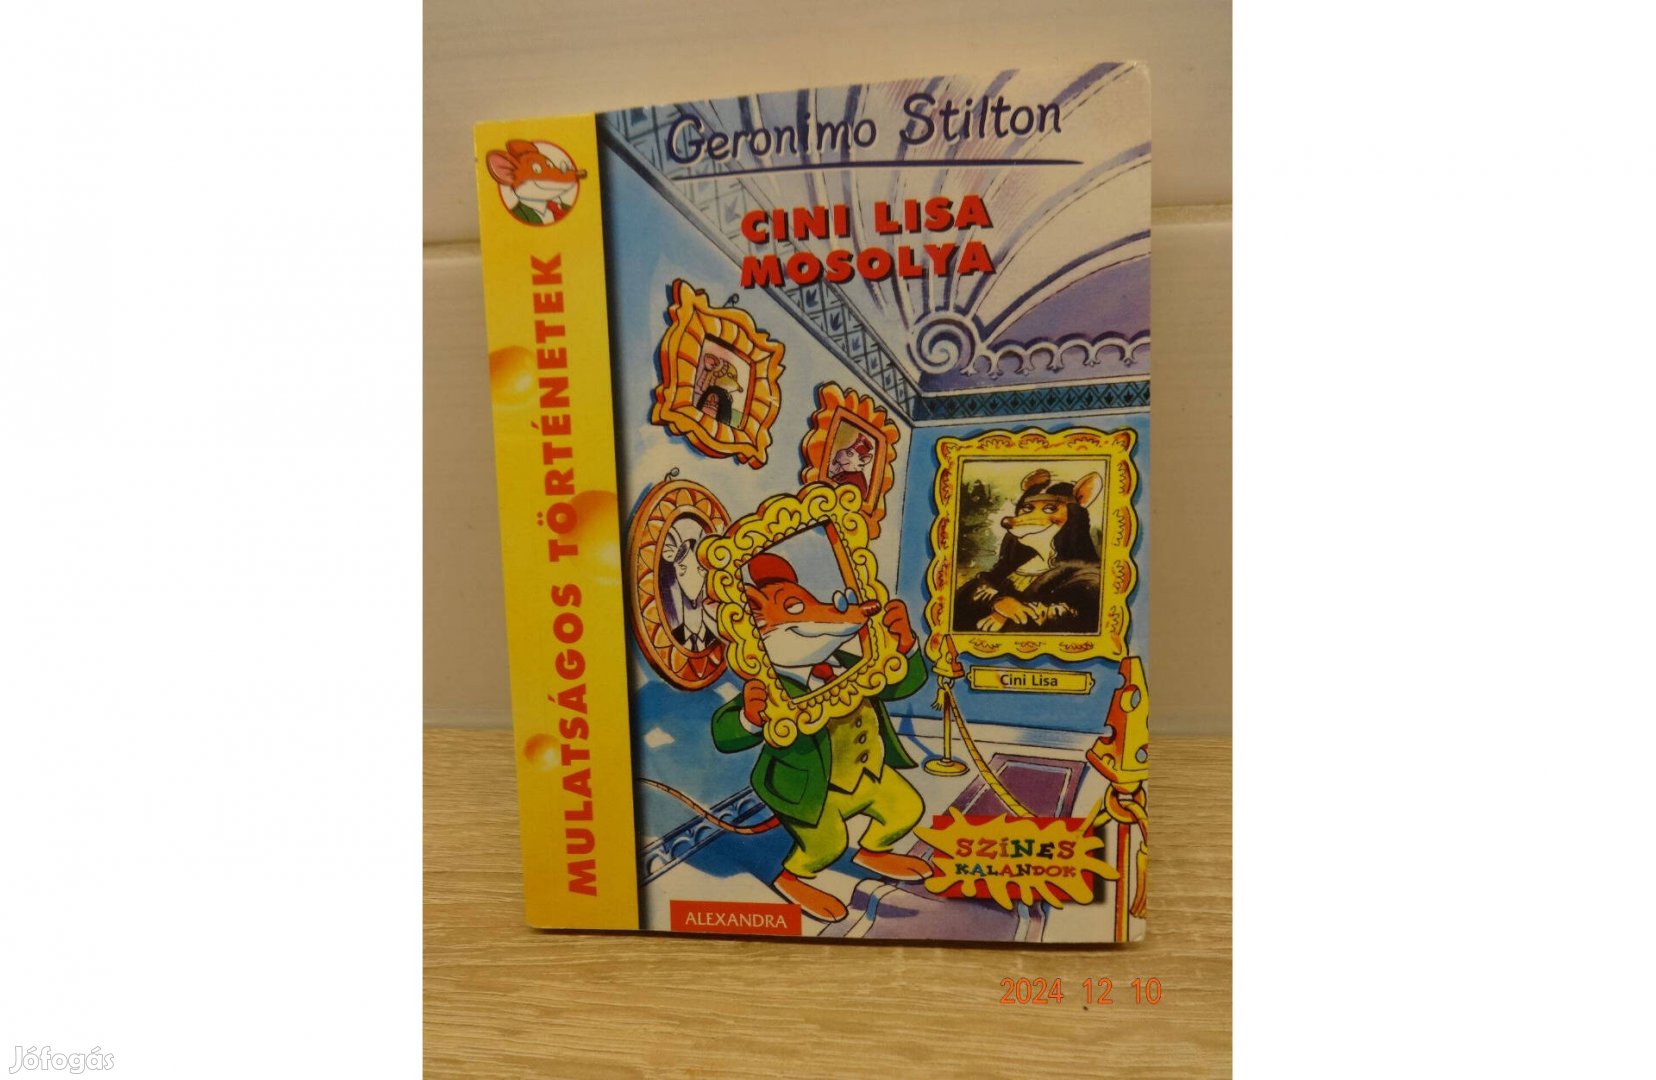 Geronimo Stilton
CINI LISA
MOSOLYA
MULATSÁGOS TÖRTÉNETEK
Cini Lisa
SZÍNES
KALANDOK
ALEXANDRA
2024 12 10
Jófogás